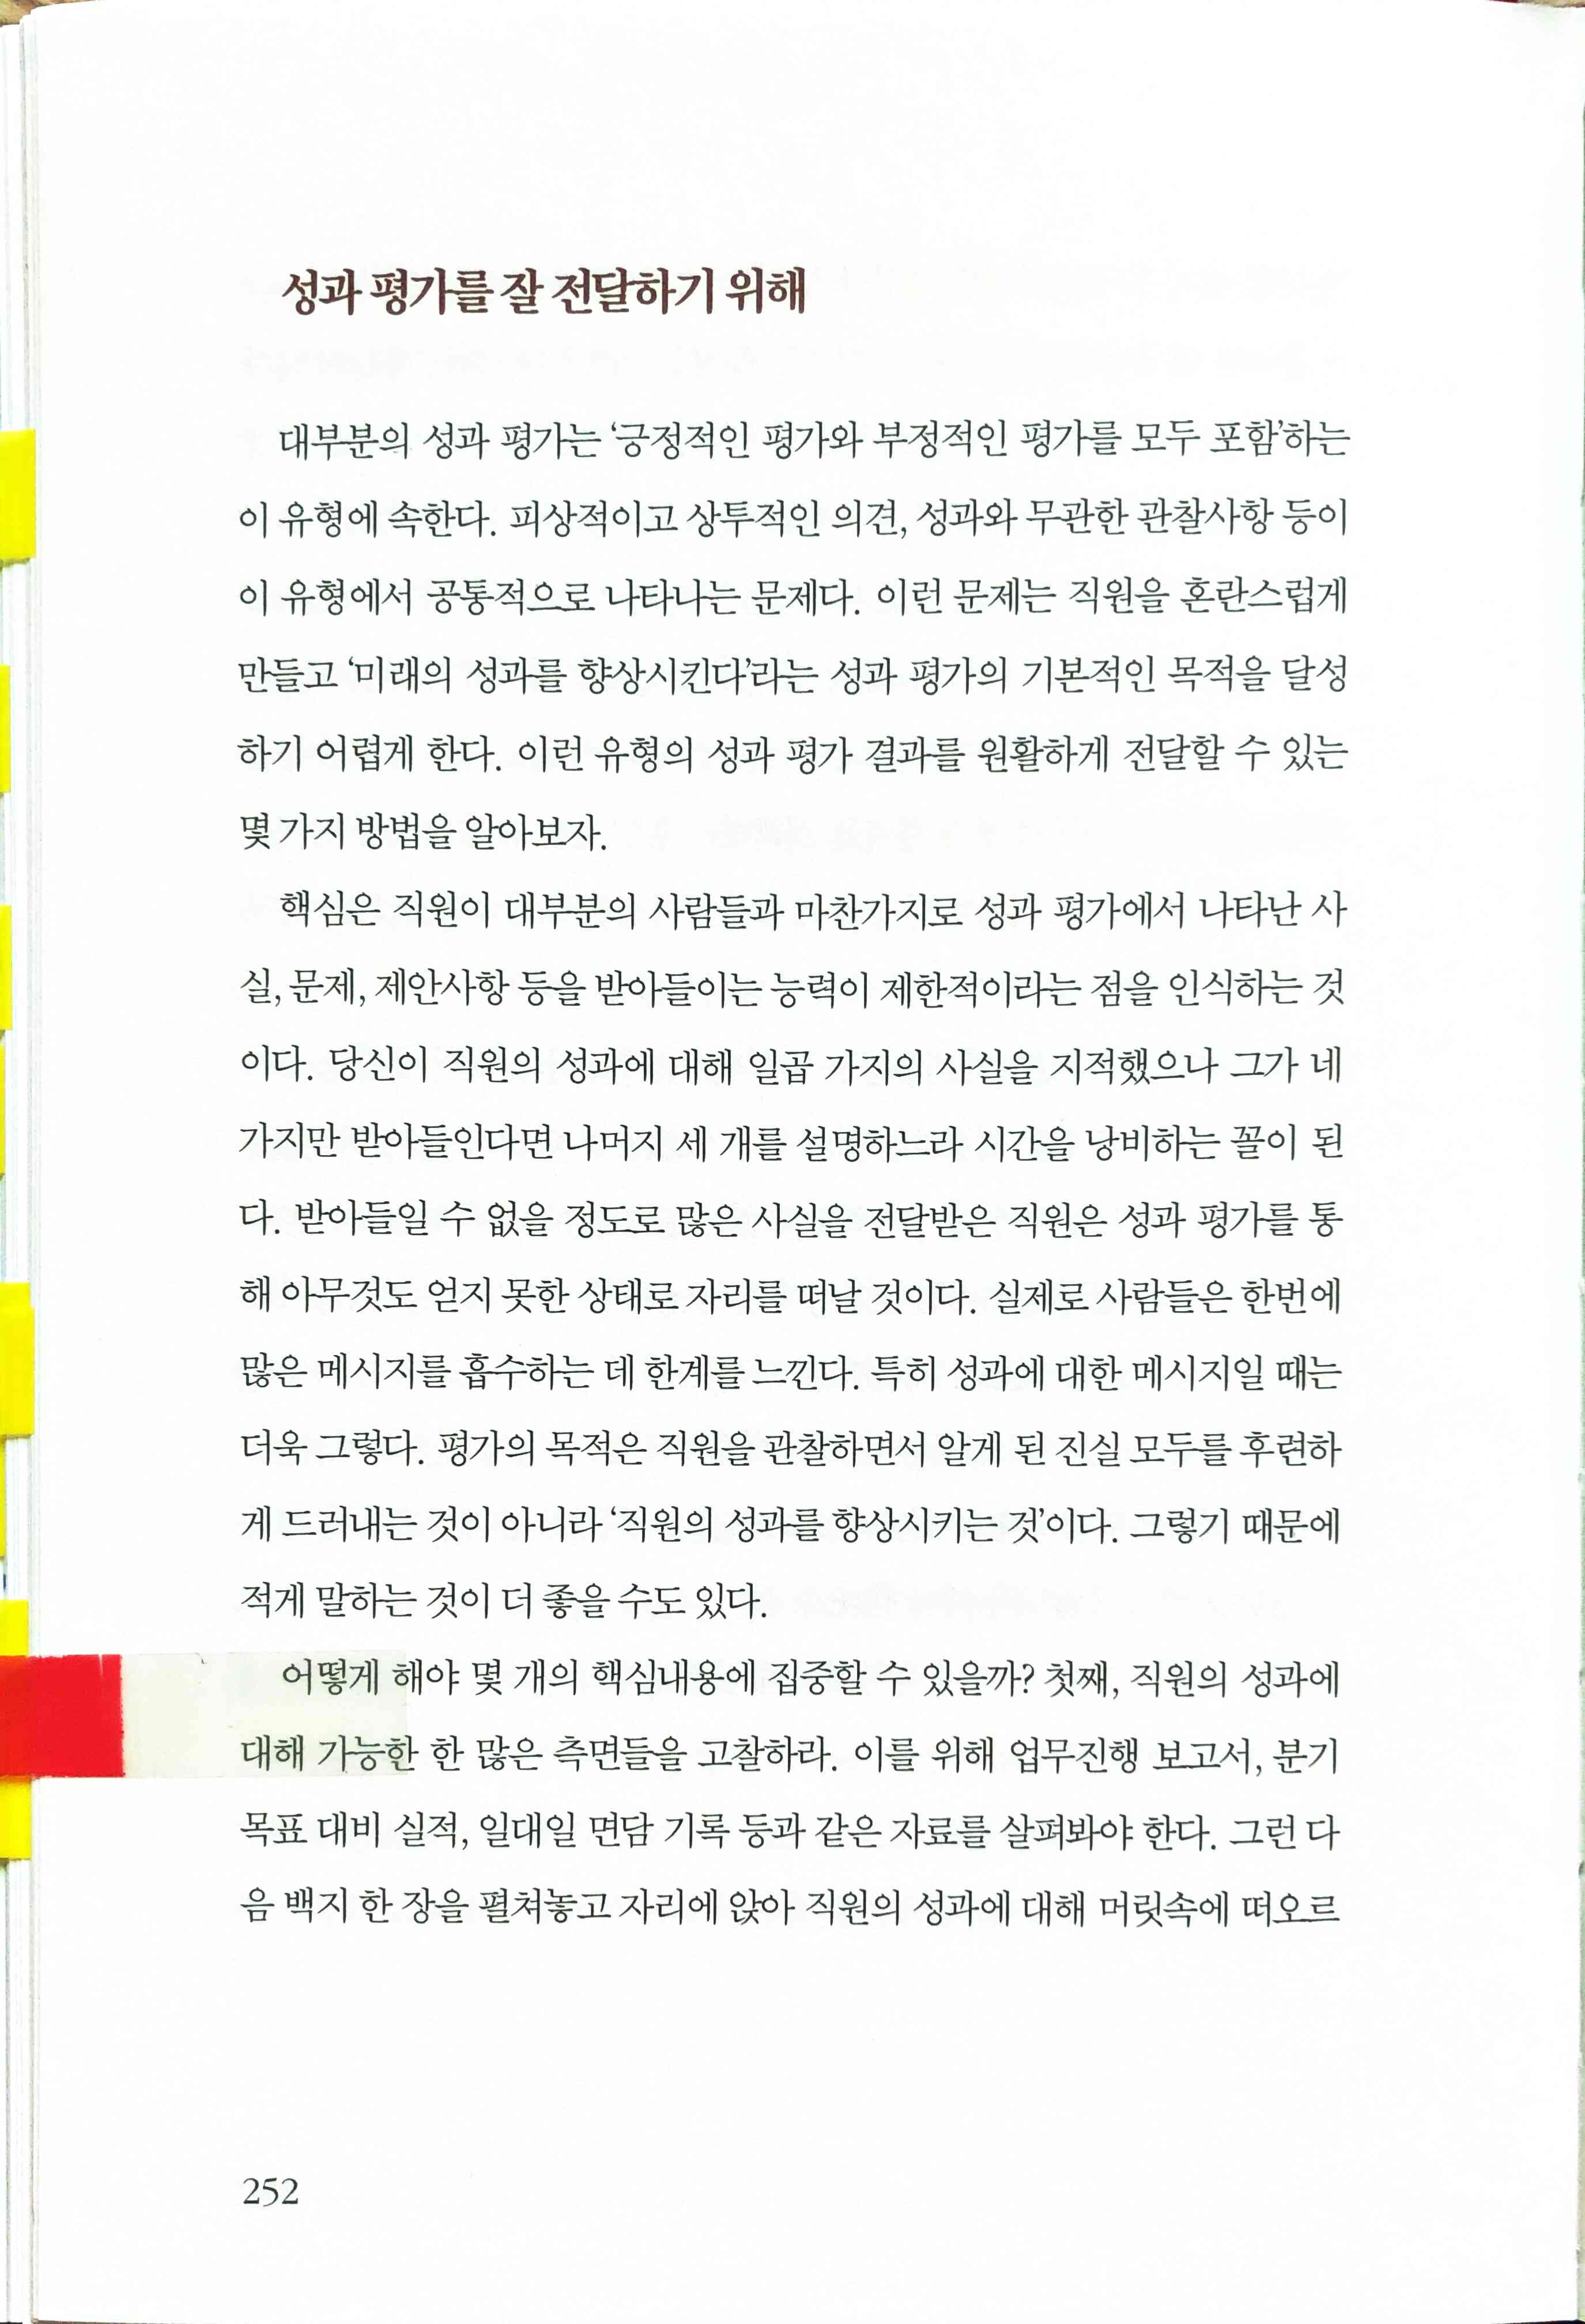 성과 평가를 잘 전달하기 위해
대부분의 성과 평가는 ‘긍정적인 평가와 부정적인 평가를 모두 포함’하는
이 유형에 속한다. 피상적이고 상투적인 의견, 성과와 무관한 관찰사항 등이
이 유형에서 공통적으로 나타나는 문제다. 이런 문제는 직원을 혼란스럽게
만들고 ‘미래의 성과를 향상시킨다’라는 성과 평가의 기본적인 목적을 달성
하기 어렵게 한다. 이런 유형의 성과 평가 결과를 원활하게 전달할 수 있는
몇 가지 방법을 알아보자.
핵심은 직원이 대부분의 사람들과 마찬가지로 성과 평가에서 나타난 사
실, 문제, 제안사항 등을 받아들이는 능력이 제한적이라는 점을 인식하는 것
이다. 당신이 직원의 성과에 대해 일곱 가지의 사실을 지적했으나 그가 네
가지만 받아들인다면 나머지 세 개를 설명하느라 시간을 낭비하는 꼴이 된
다. 받아들일 수 없을 정도로 많은 사실을 전달받은 직원은 성과 평가를 통
해 아무것도 얻지 못한 상태로 자리를 떠날 것이다. 실제로 사람들은 한번에
많은 메시지를 흡수하는 데 한계를 느낀다. 특히 성과에 대한 메시지일 때는
더욱 그렇다. 평가의 목적은 직원을 관찰하면서 알게 된 진실 모두를 후련하
게 드러내는 것이 아니라 ‘직원의 성과를 향상시키는 것’이다. 그렇기 때문에
적게 말하는 것이 더 좋을 수도 있다.
어떻게 해야 몇 개의 핵심내용에 집중할 수 있을까? 첫째, 직원의 성과에
대해 가능한 한 많은 측면들을 고찰하라. 이를 위해 업무진행 보고서, 분기
목표 대비 실적, 일대일 면담 기록 등과 같은 자료를 살펴봐야 한다. 그런 다
음 백지 한 장을 펼쳐놓고 자리에 앉아 직원의 성과에 대해 머릿속에 떠오르
252